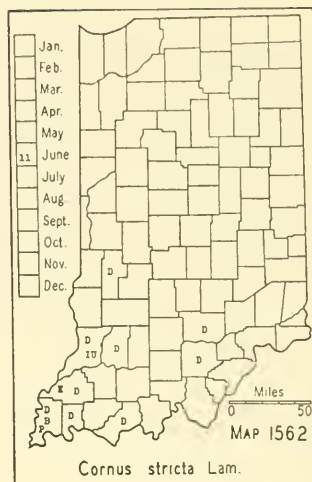 Jan.
Feb.
Mar.
Apr.
May
11 June
July
Aug.
Sept.
Oct.
Nov.
Dec.
D
D
D
D
IU
D
K D
D
B
P
D
D
Miles
0 50
MAP 1562
Cornus stricta Lam.